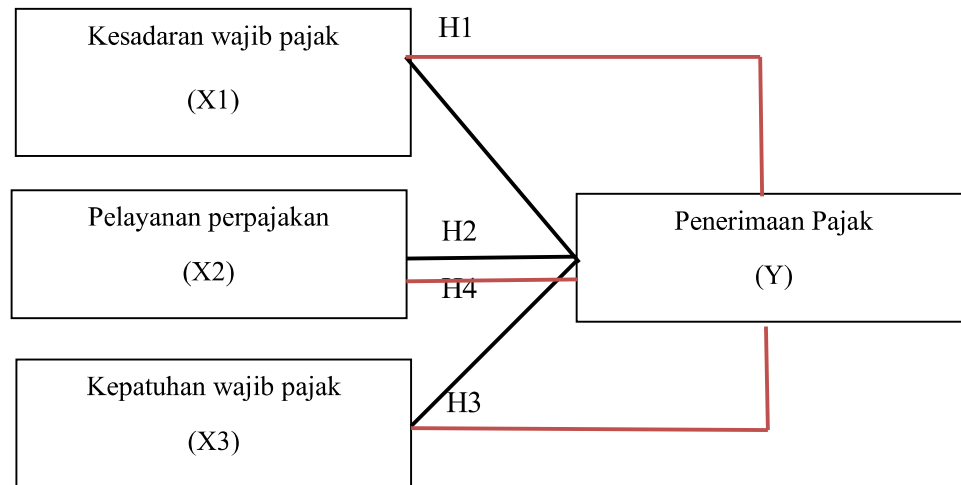 Kesadaran wajib pajak
(X1)
H1
Pelayanan perpajakan
(X2)
H2
H4
Penerimaan Pajak
(Y)
Kepatuhan wajib pajak
(X3)
H3